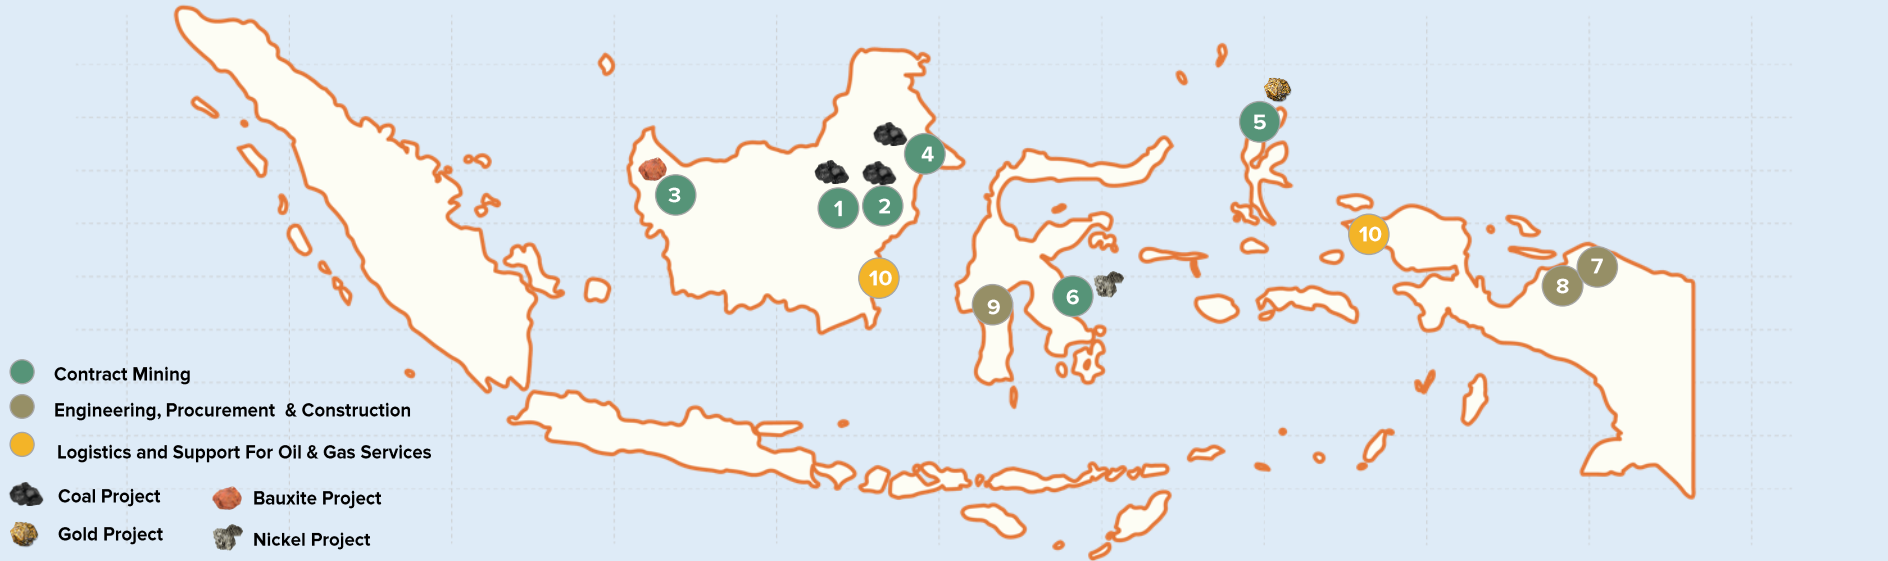 5
4
3
1
2
10
10
7
8
9
6
Contract Mining
Engineering, Procurement & Construction
Logistics and Support For Oil & Gas Services
Coal Project
Bauxite Project
Gold Project
Nickel Project